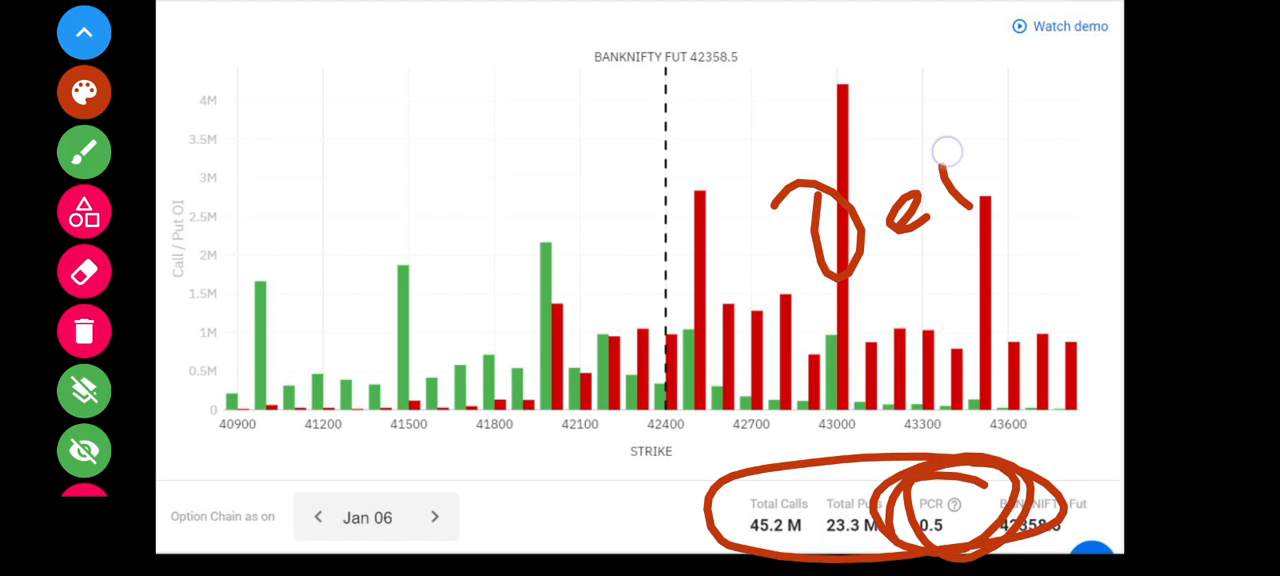 Watch demo
BANKNIFTY FUT 42358.5
4M
3.5M
3M
2.5M
2M
1.5M
1M
0.5M
0
Call / Put OI
40900 41200 41500 41800 42100 42400 42700 43000 43300 43600
STRIKE
Total Calls Total Pu PCR Fut
45.2 M 23.3 M 0.5
Option Chain as on Jan 06